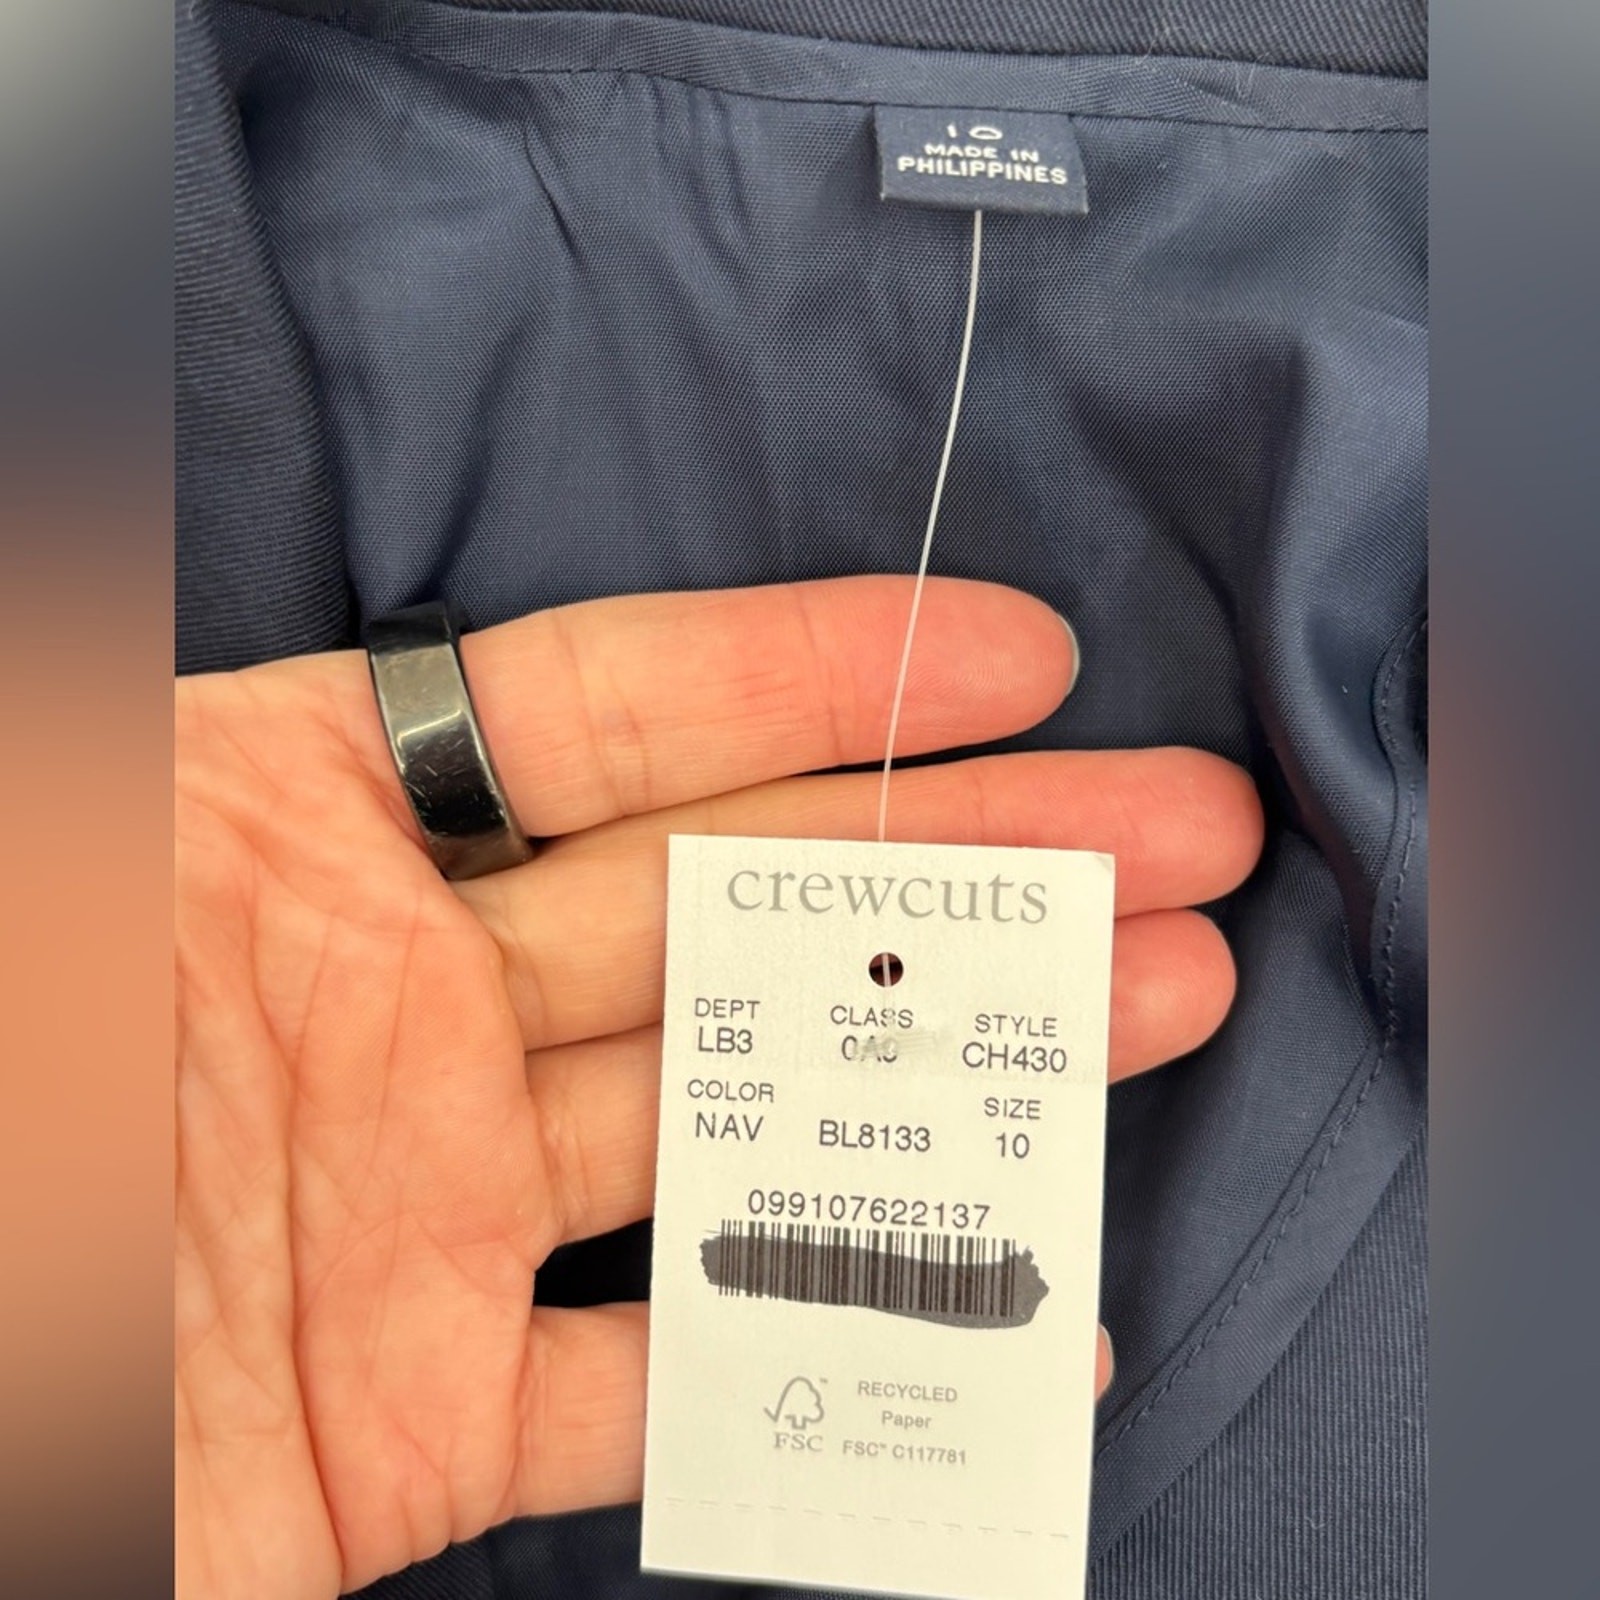 10
MADE IN
PHILIPPINES
crewcuts
DEPT CLASS STYLE
LB3 0A9 CH430
COLOR SIZE
NAV BL8133 10
099107622137
RECYCLED
Paper
FSC™ C117781
FSC